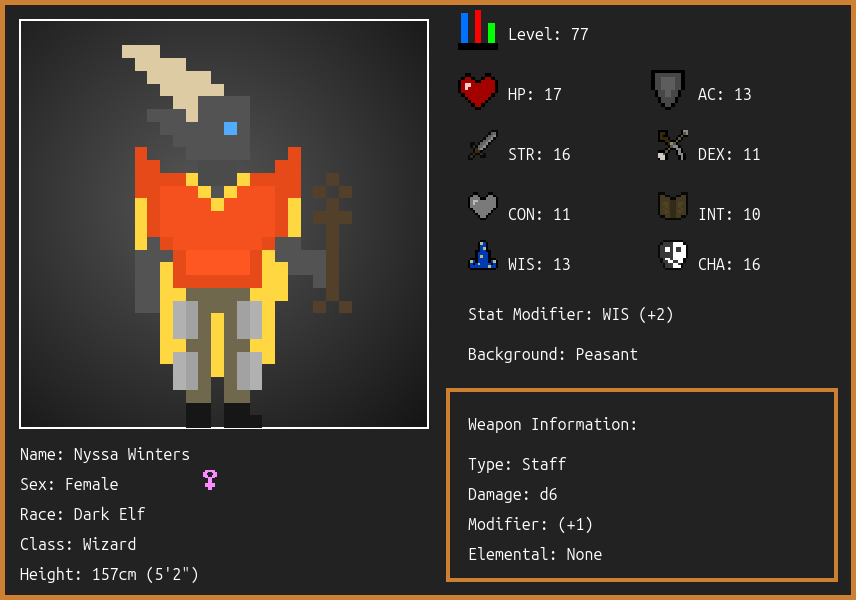 Level: 77
HP: 17
AC: 13
STR: 16
DEX: 11
CON: 11
INT: 10
WIS: 13
CHA: 16
Stat Modifier: WIS (+2)
Background: Peasant
Weapon Information:
Type: Staff
Damage: d6
Modifier: (+1)
Elemental: None
Name: Nyssa Winters
Sex: Female
Race: Dark Elf
Class: Wizard
Height: 157cm (5'2")